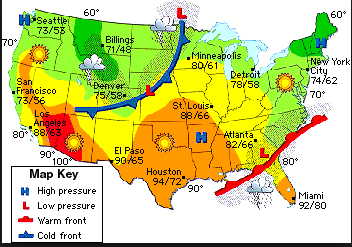 H
Seattle
73/53
60°
L
60°
Billings
71/48
Minneapolis
80/61
H
70°
New York
City
74/62
Detroit
78/58
Denver
75/58
L
San
Francisco
73/56
70°
St. Louis
88/66
Los
Angeles
88/63
H
Atlanta
82/66
80°
90°
100°
El Paso
90/65
L
80°
Houston
94/72
90°
Miami
92/80
Map Key
H High pressure
L Low pressure
Warm front
Cold front